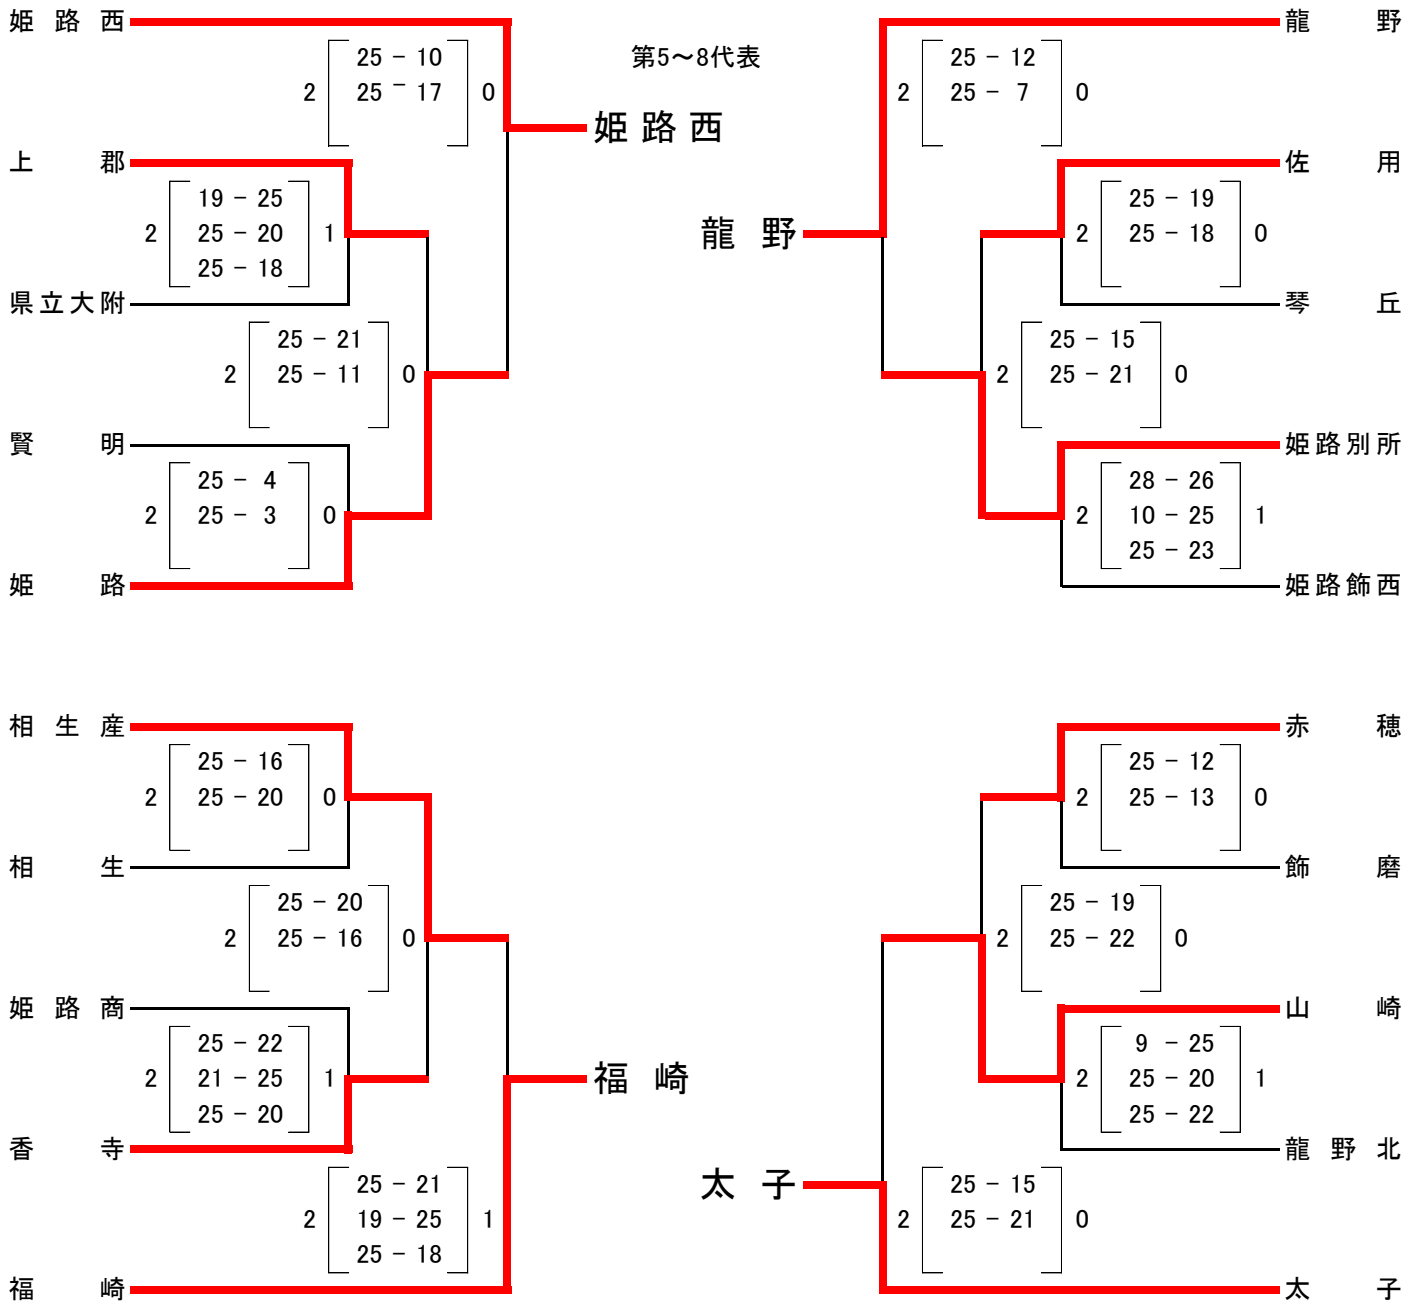 第5～8代表
姫路西
25 - 10
2 25 - 17 0
姫路西
上郡
19 - 25
2 25 - 20 1
25 - 18
県立大附
25 - 21
2 25 - 11 0
賢明
25 - 4
2 25 - 3 0
姫路
龍野
25 - 12
2 25 - 7 0
佐用
25 - 19
龍野
2 25 - 18 0
琴丘
25 - 15
2 25 - 21 0
姫路別所
28 - 26
2 10 - 25 1
25 - 23
姫路飾西
相生産
25 - 16
2 25 - 20 0
相生
25 - 20
2 25 - 16 0
姫路商
25 - 22
2 21 - 25 1
25 - 20
福崎
香寺
25 - 21
2 19 - 25 1
25 - 18
福崎
赤穂
25 - 12
2 25 - 13 0
飾磨
25 - 19
2 25 - 22 0
山崎
9 - 25
2 25 - 20 1
25 - 22
龍野北
太子
25 - 15
2 25 - 21 0
太子